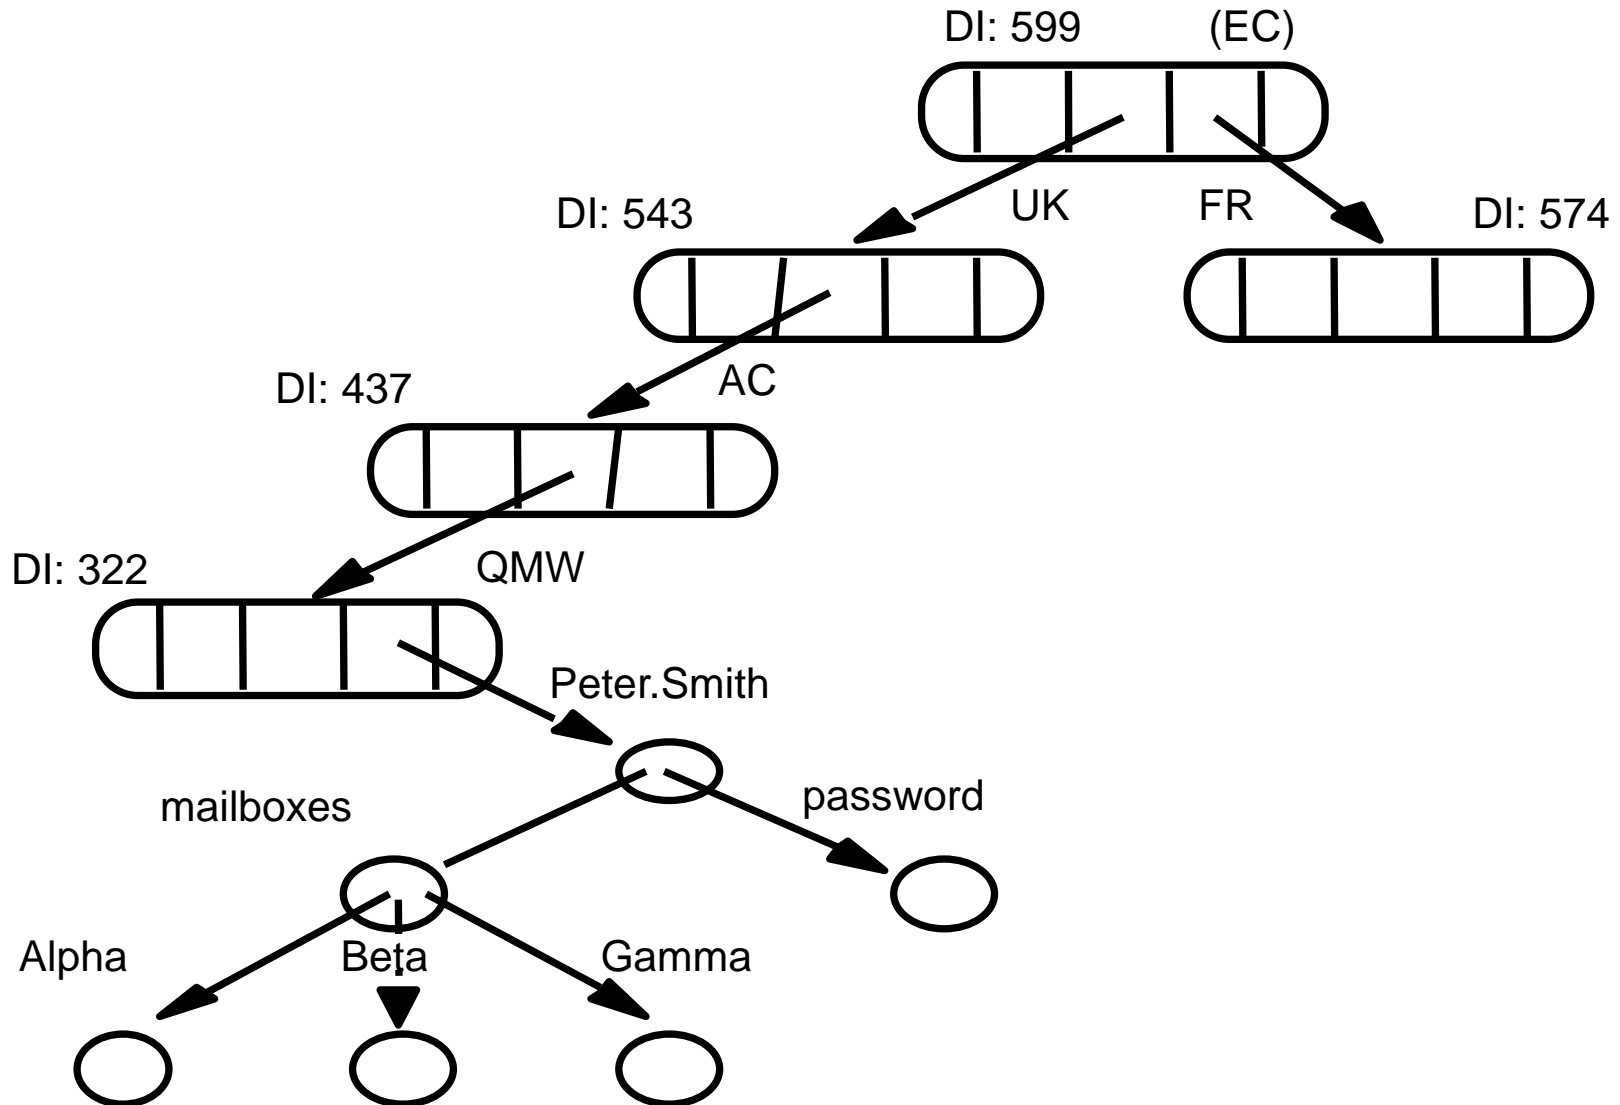 DI: 599 (EC)
UK
FR
DI: 543
DI: 574
AC
DI: 437
QMW
DI: 322
Peter.Smith
mailboxes
password
Alpha
Beta
Gamma